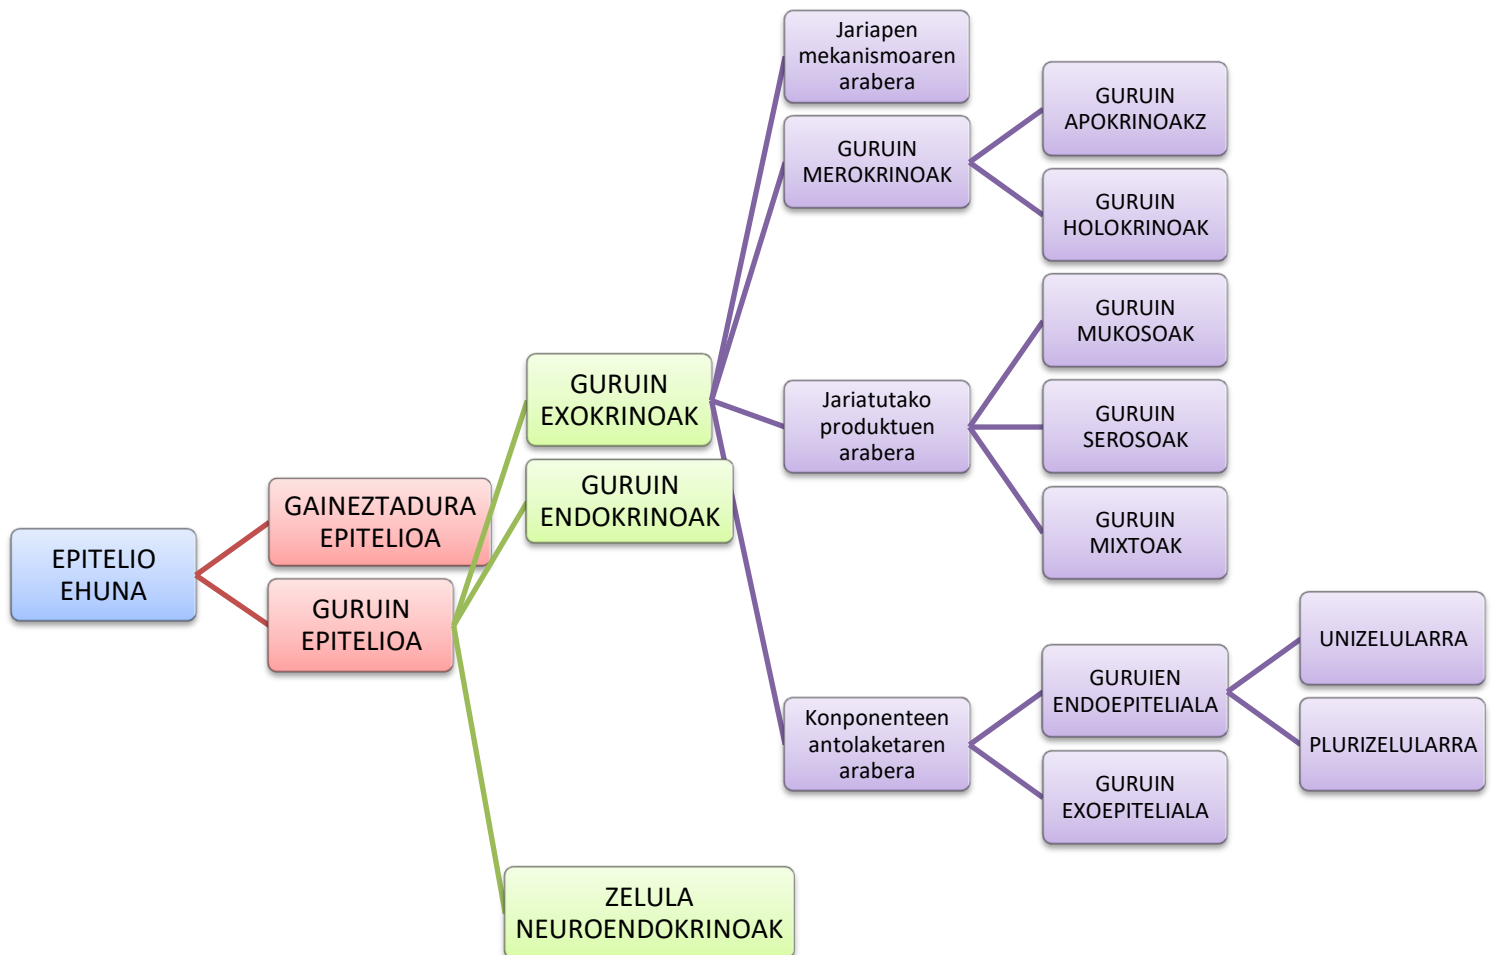 EPITELIO
EHUNA
GAINEZTADURA
EPITELIOA
GURUIN
EPITELIOA
GURUIN
EXOKRINOAK
GURUIN
ENDOKRINOAK
ZELULA
NEUROENDOKRINOAK
Jariapen
mekanismoaren
arabera
GURUIN
MEROKRINOAK
GURUIN
APOKRINOAKZ
GURUIN
HOLOKRINOAK
Jariatutako
produktuen
arabera
GURUIN
MUKOSOAK
GURUIN
SEROSOAK
GURUIN
MIXTOAK
Konponenteen
antolaketaren
arabera
GURUIEN
ENDOEPITELIALA
UNIZELULARRA
PLURIZELULARRA
GURUIN
EXOEPITELIALA